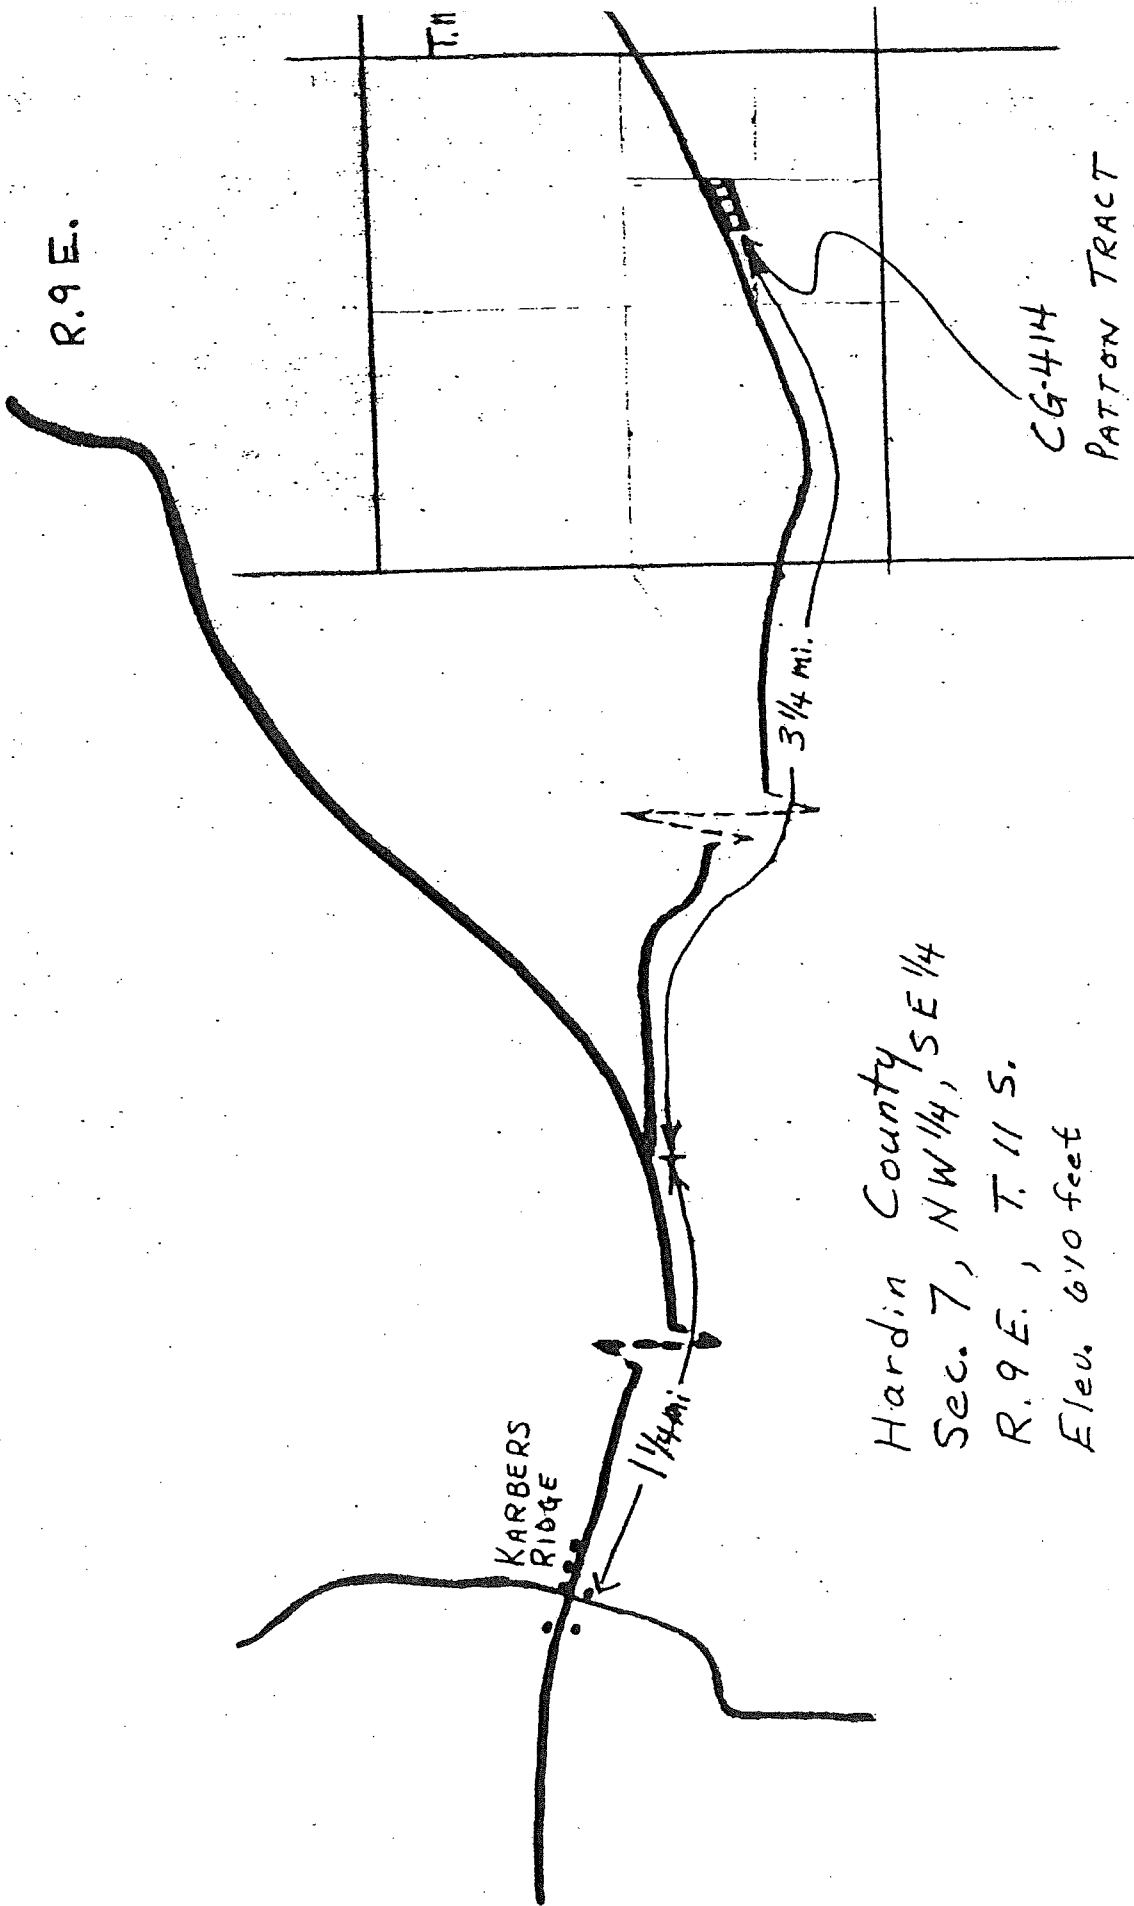 R.9 E.
T.11
KARBERS
RIDGE
1 1/4 mi
3 1/4 mi.
CG-414
PATTON TRACT
Hardin County
Sec. 7, NW 1/4, SE 1/4
R.9 E., T. 11 S.
Elev. 610 feet